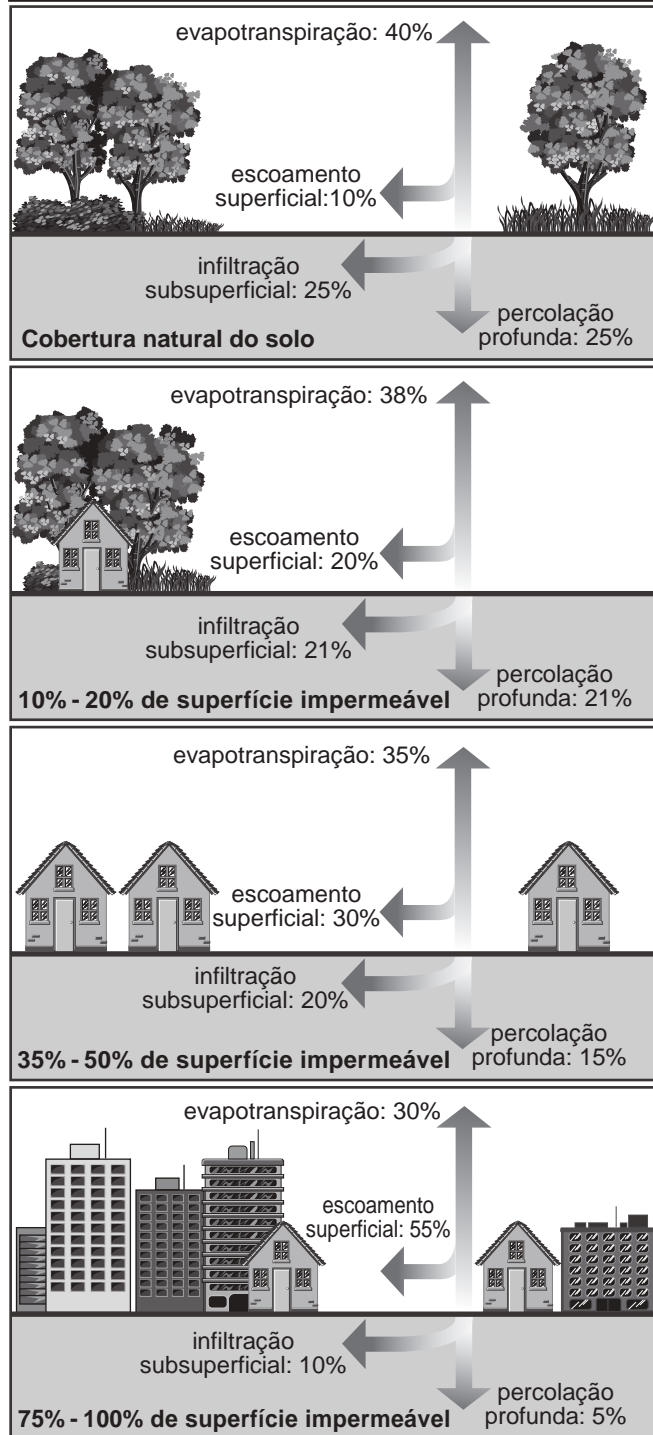 evapotranspiração: 40%
escoamento
superficial:10%
infiltração
subsuperficial: 25%
percolação
profunda: 25%
Cobertura natural do solo
evapotranspiração: 38%
escoamento
superficial: 20%
infiltração
subsuperficial: 21%
percolação
profunda: 21%
10% - 20% de superfície impermeável
evapotranspiração: 35%
escoamento
superficial: 30%
infiltração
subsuperficial: 20%
percolação
profunda: 15%
35% - 50% de superfície impermeável
evapotranspiração: 30%
escoamento
superficial: 55%
infiltração
subsuperficial: 10%
percolação
profunda: 5%
75% - 100% de superfície impermeável